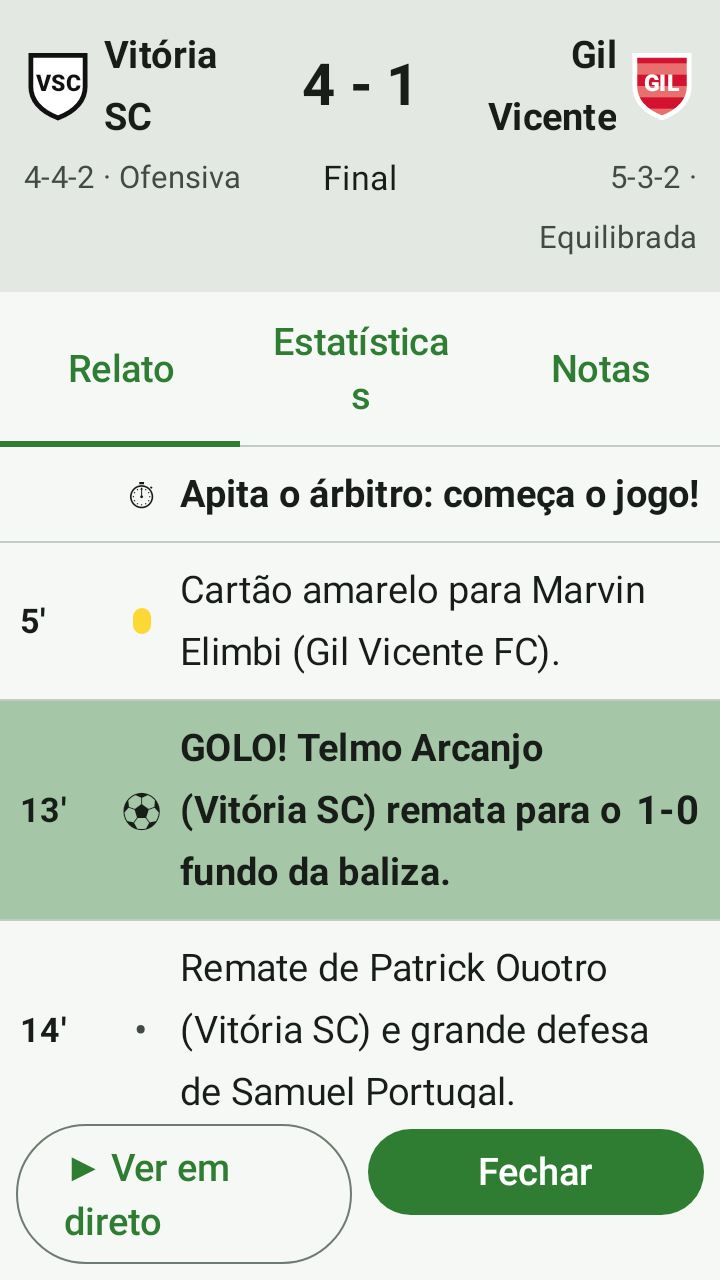 VSC
Vitória
SC
4 - 1
Gil
Vicente
GIL
4-4-2 · Ofensiva
Final
5-3-2 ·
Equilibrada
Relato
Estatística
s
Notas
Apita o árbitro: começa o jogo!
5'
Cartão amarelo para Marvin
Elimbi (Gil Vicente FC).
13'
GOLO! Telmo Arcanjo
(Vitória SC) remata para o
fundo da baliza.
1-0
14'
Remate de Patrick Ouotro
(Vitória SC) e grande defesa
de Samuel Portugal.
► Ver em
direto
Fechar